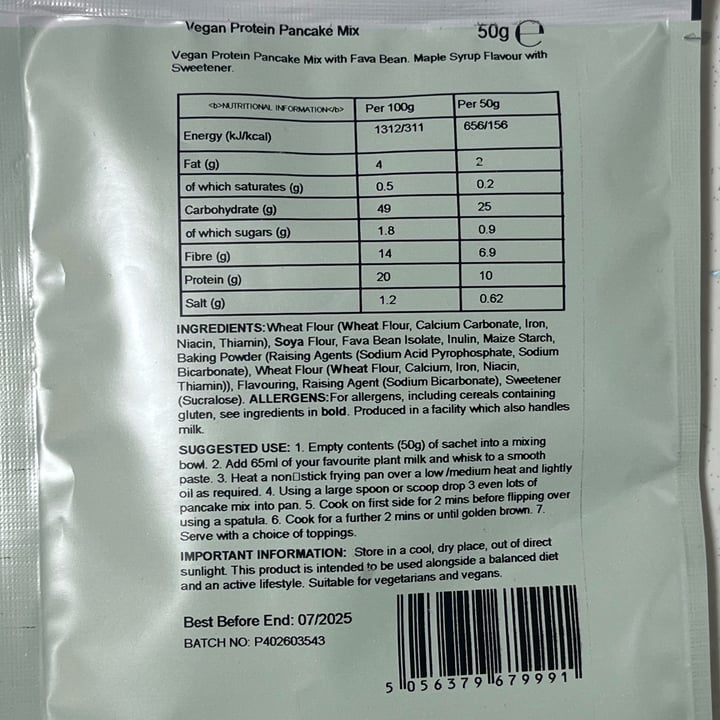 Vegan Protein Pancake Mix 50g ℮
Vegan Protein Pancake Mix with Fava Bean. Maple Syrup Flavour with
Sweetener.
<b>NUTRITIONAL INFORMATION</b> Per 100g Per 50g
Energy (kJ/kcal) 1312/311 656/156
Fat (g) 4 2
of which saturates (g) 0.5 0.2
Carbohydrate (g) 49 25
of which sugars (g) 1.8 0.9
Fibre (g) 14 6.9
Protein (g) 20 10
Salt (g) 1.2 0.62
INGREDIENTS:Wheat Flour (Wheat Flour, Calcium Carbonate, Iron,
Niacin, Thiamin), Soya Flour, Fava Bean Isolate, Inulin, Maize Starch,
Baking Powder (Raising Agents (Sodium Acid Pyrophosphate, Sodium
Bicarbonate), Wheat Flour (Wheat Flour, Calcium, Iron, Niacin,
Thiamin)), Flavouring, Raising Agent (Sodium Bicarbonate), Sweetener
(Sucralose). ALLERGENS:For allergens, including cereals containing
gluten, see ingredients in bold. Produced in a facility which also handles
milk.
SUGGESTED USE: 1. Empty contents (50g) of sachet into a mixing
bowl. 2. Add 65ml of your favourite plant milk and whisk to a smooth
paste. 3. Heat a non□stick frying pan over a low /medium heat and lightly
oil as required. 4. Using a large spoon or scoop drop 3 even lots of
pancake mix into pan. 5. Cook on first side for 2 mins before flipping over
using a spatula. 6. Cook for a further 2 mins or until golden brown. 7.
Serve with a choice of toppings.
IMPORTANT INFORMATION: Store in a cool, dry place, out of direct
sunlight. This product is intended to be used alongside a balanced diet
and an active lifestyle. Suitable for vegetarians and vegans.
Best Before End: 07/2025
BATCH NO: P402603543
5 056379 679991